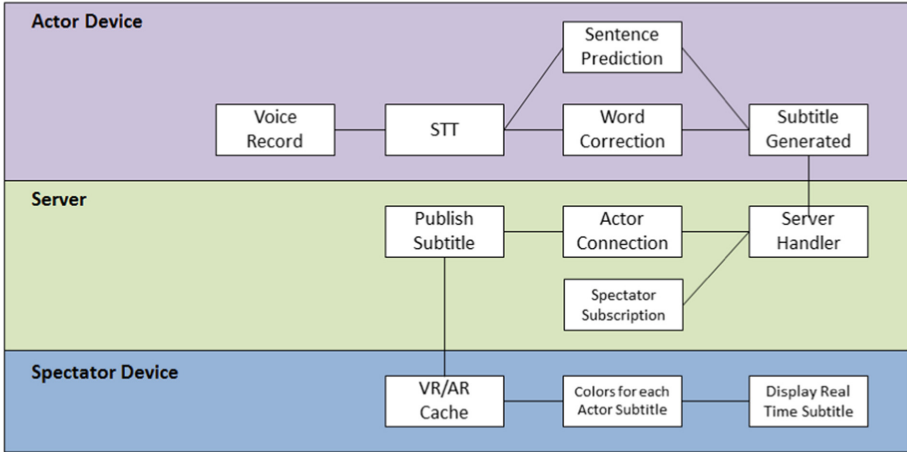 Actor Device
Sentence
Prediction
Voice
Record
STT
Word
Correction
Subtitle
Generated
Server
Publish
Subtitle
Actor
Connection
Server
Handler
Spectator
Subscription
Spectator Device
VR/AR
Cache
Colors for each
Actor Subtitle
Display Real
Time Subtitle